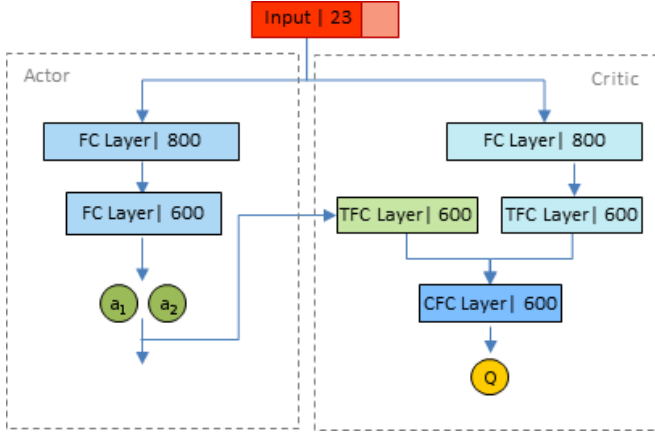 Input | 23
Actor
Critic
FC Layer| 800
FC Layer| 800
FC Layer| 600
TFC Layer| 600
TFC Layer| 600
a1 a2
CFC Layer| 600
Q